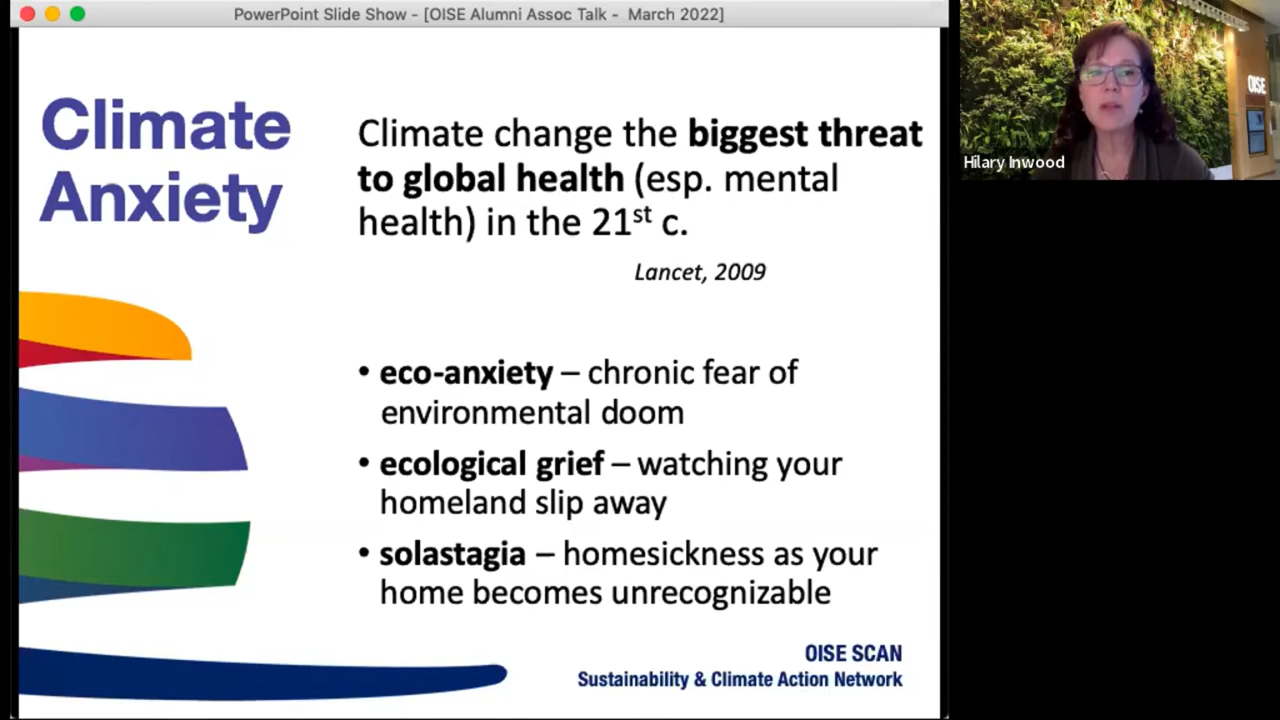 PowerPoint Slide Show - [OISE Alumni Assoc Talk - March 2022]
Climate
Anxiety
Climate change the biggest threat
to global health (esp. mental
health) in the 21st c.
Lancet, 2009
• eco-anxiety – chronic fear of
environmental doom
• ecological grief – watching your
homeland slip away
• solastagia – homesickness as your
home becomes unrecognizable
OISE SCAN
Sustainability & Climate Action Network
OISE
Hilary Inwood